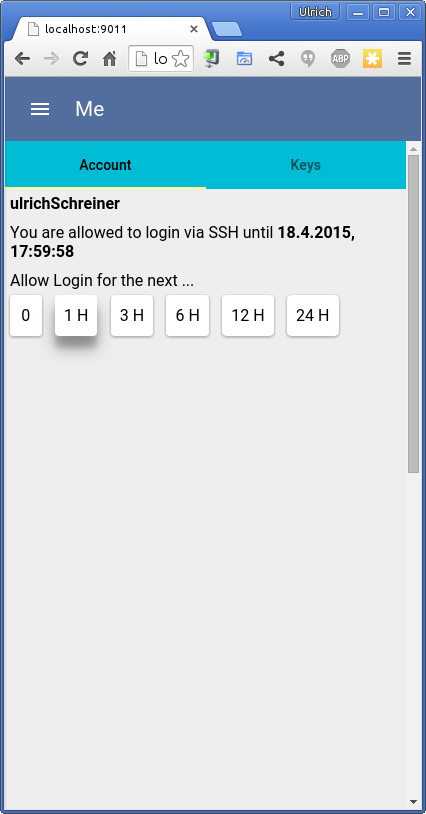 Ulrich
localhost:9011
lo
ABP
Me
Account Keys
ulrichSchreiner
You are allowed to login via SSH until 18.4.2015,
17:59:58
Allow Login for the next ...
0 1 H 3 H 6 H 12 H 24 H